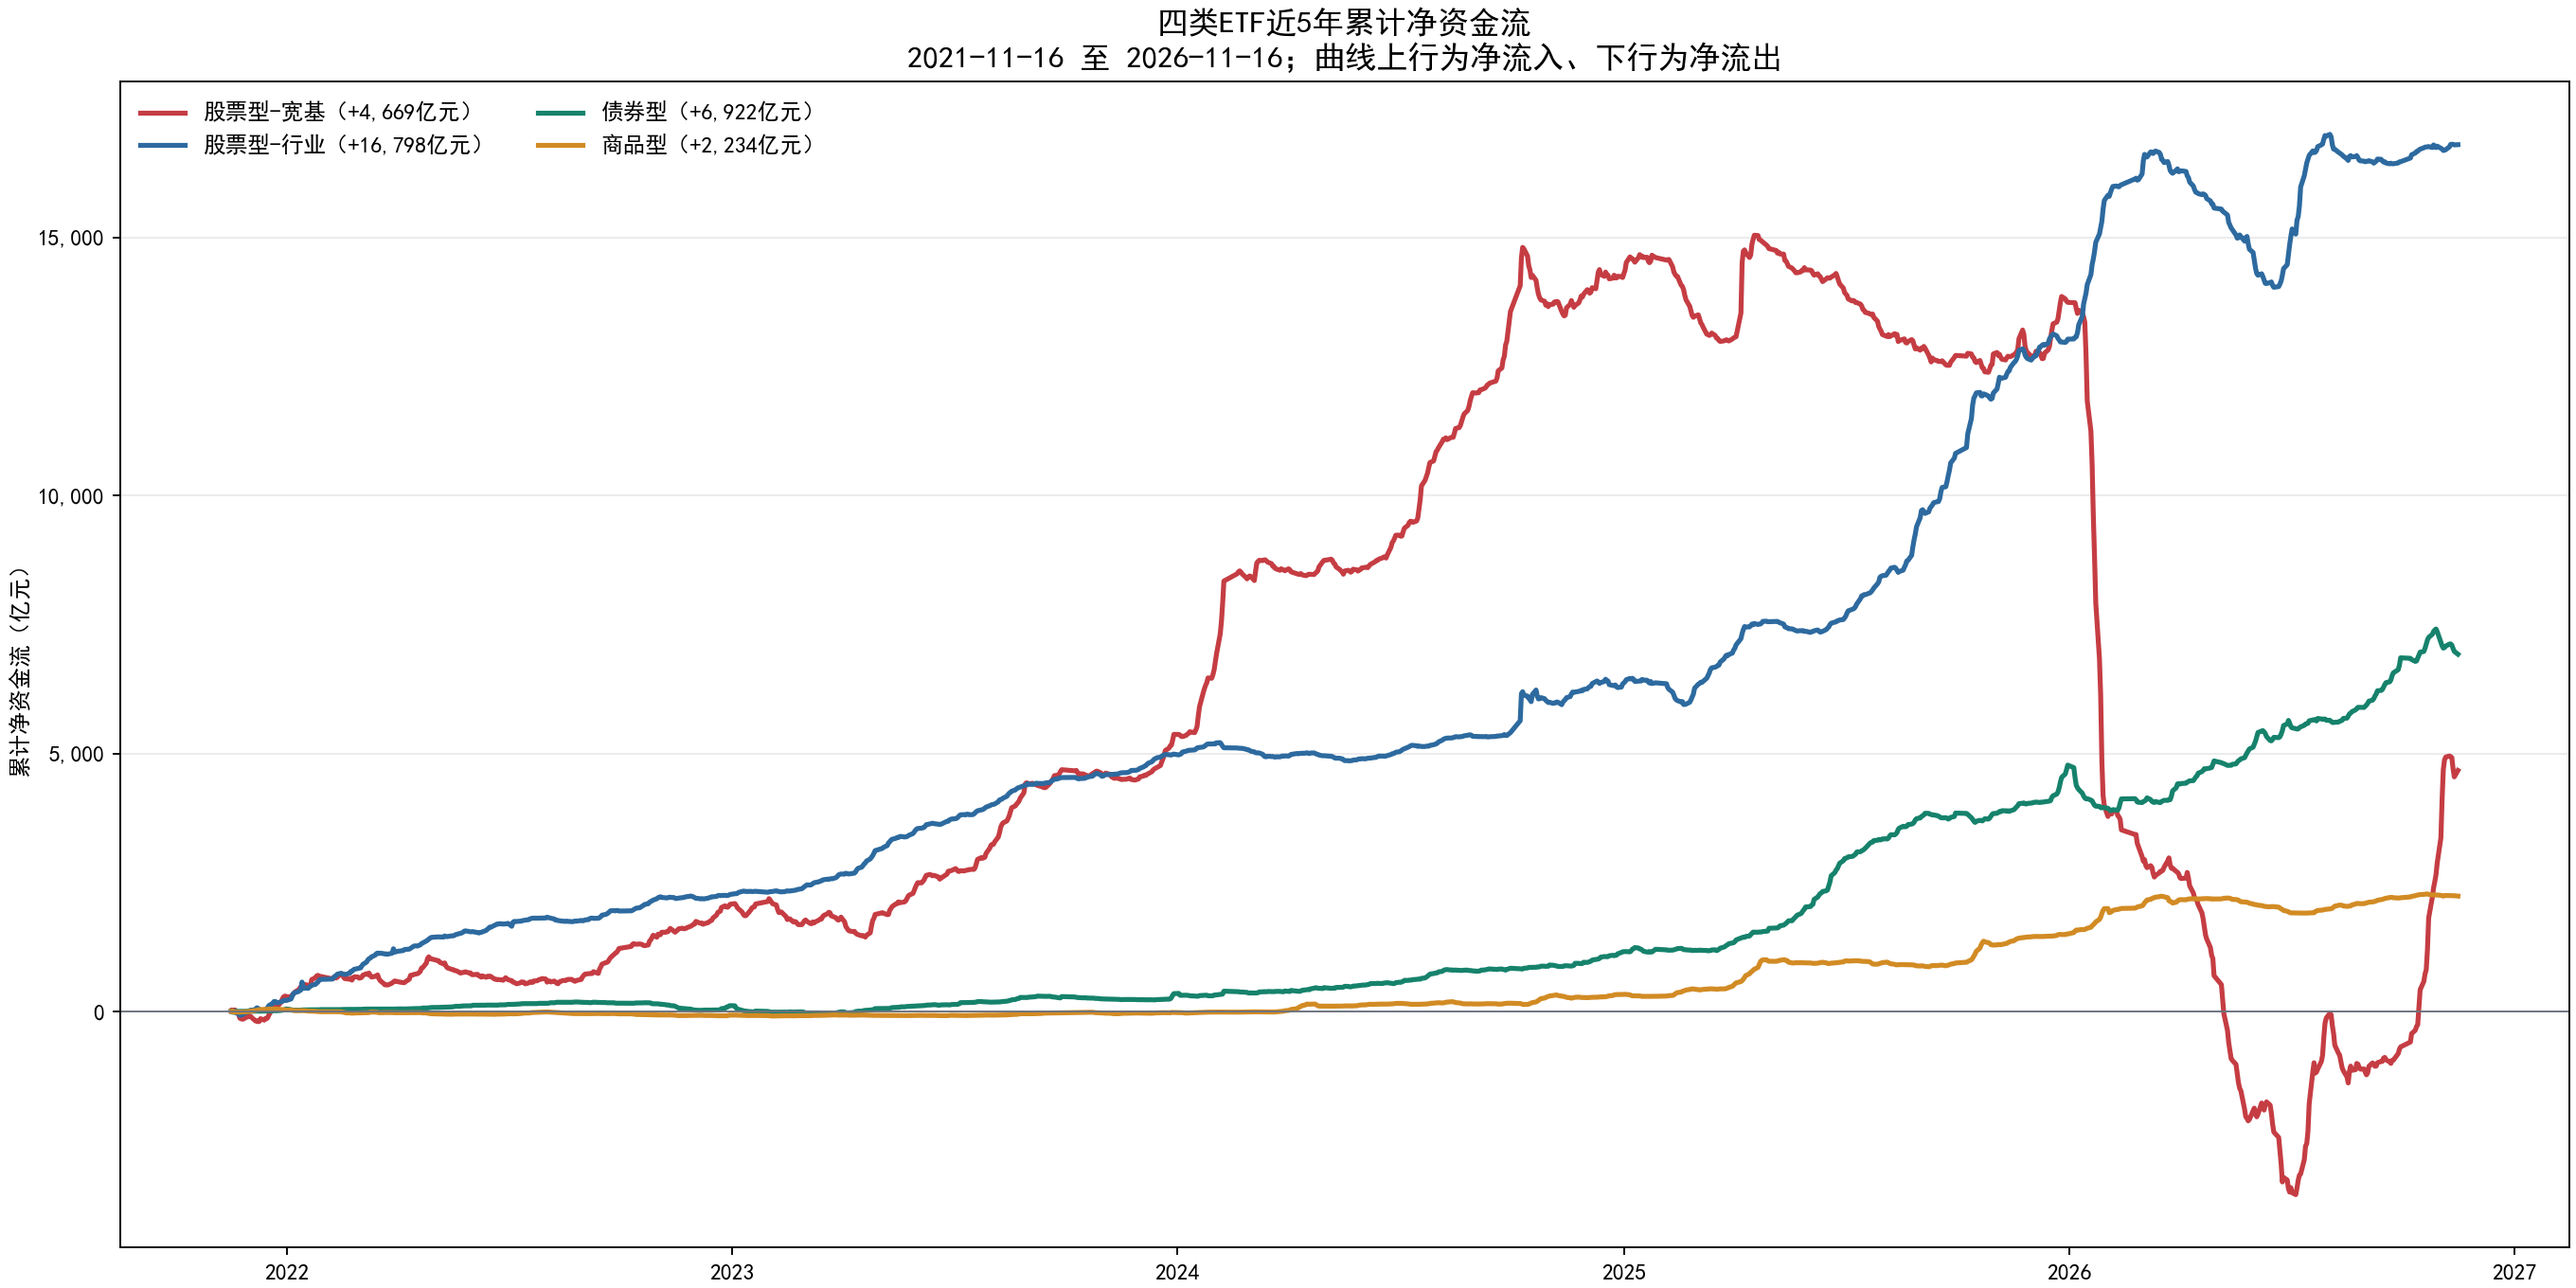 四类ETF近5年累计净资金流
2021-11-16 至 2026-11-16；曲线上行为净流入、下行为净流出
股票型-宽基（+4,669亿元）
股票型-行业（+16,798亿元）
债券型（+6,922亿元）
商品型（+2,234亿元）
累计净资金流（亿元）
15,000
10,000
5,000
0
2022
2023
2024
2025
2026
2027